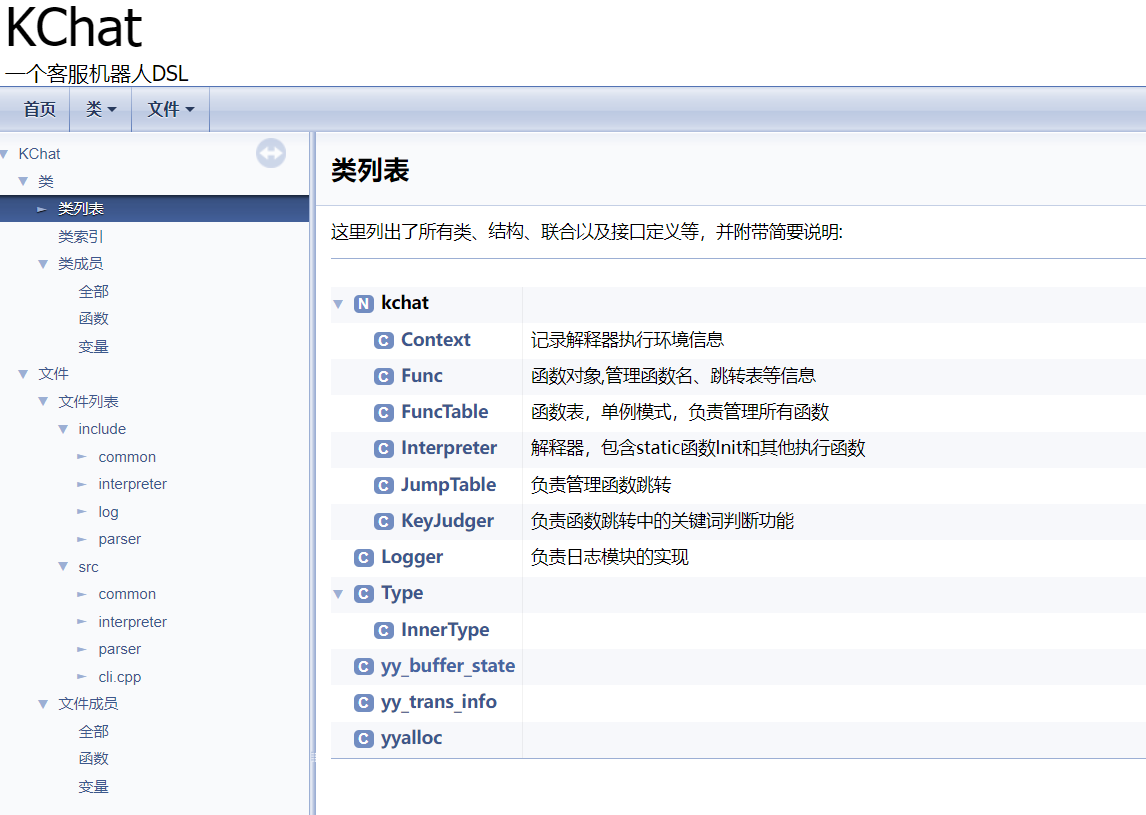 KChat
一个客服机器人DSL
首页 类 文件
KChat
类
类列表
类索引
类成员
全部
函数
变量
文件
文件列表
include
common
interpreter
log
parser
src
common
interpreter
parser
cli.cpp
文件成员
全部
函数
变量
类列表
这里列出了所有类、结构、联合以及接口定义等，并附带简要说明:
N kchat
C Context 记录解释器执行环境信息
C Func 函数对象,管理函数名、跳转表等信息
C FuncTable 函数表，单例模式，负责管理所有函数
C Interpreter 解释器，包含static函数Init和其他执行函数
C JumpTable 负责管理函数跳转
C KeyJudger 负责函数跳转中的关键词判断功能
C Logger 负责日志模块的实现
C Type
C InnerType
C yy_buffer_state
C yy_trans_info
C yyalloc